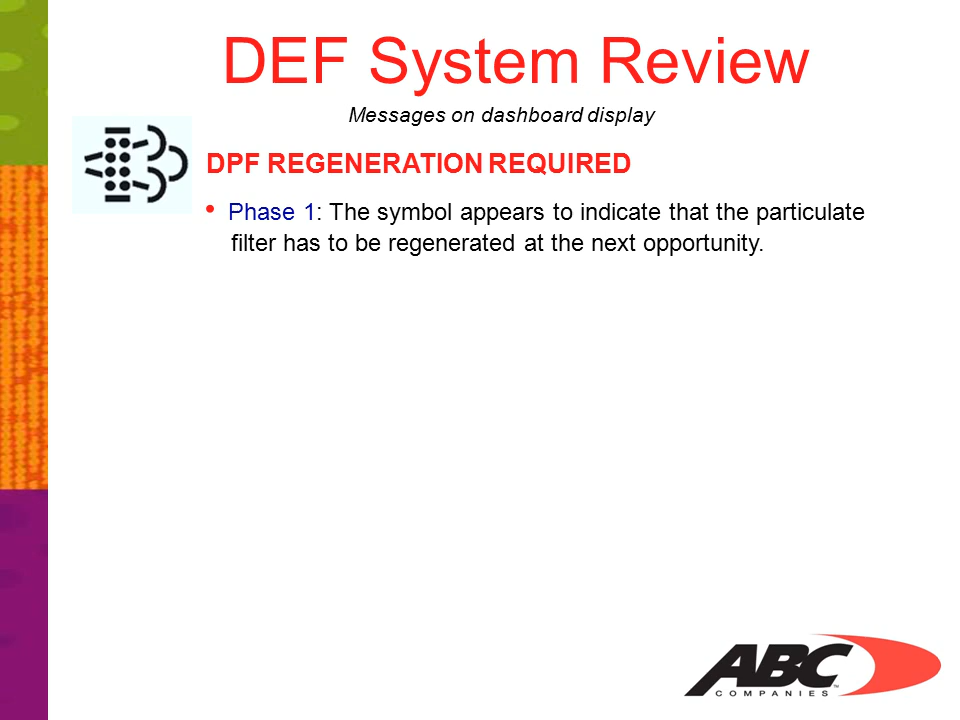 DEF System Review
Messages on dashboard display
DPF REGENERATION REQUIRED
• Phase 1: The symbol appears to indicate that the particulate
filter has to be regenerated at the next opportunity.
ABC
COMPANIES™